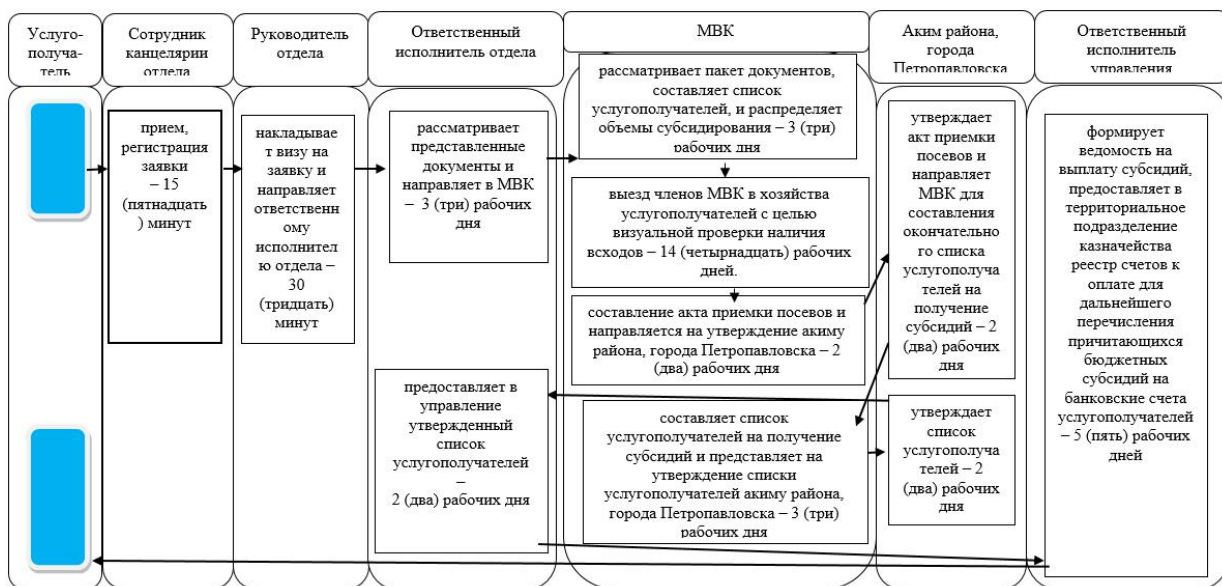 Услуго-
получа-
тель
Сотрудник
канцелярии
отдела
Руководитель
отдела
Ответственный
исполнитель отдела
МВК
Аким района,
города
Петропавловска
Ответственный
исполнитель
управления
прием,
регистрация
заявки
– 15
(пятнадцать
) минут
накладывае
т визу на
заявку и
направляет
ответственн
ому
исполнител
ю отдела –
30
(тридцать)
минут
рассматривает
представленные
документы и
направляет в МВК
– 3 (три) рабочих
дня
рассматривает пакет документов,
составляет список
услугополучателей, и распределяет
объемы субсидирования – 3 (три)
рабочих дня
выезд членов МВК в хозяйства
услугополучателей с целью
визуальной проверки наличия
всходов – 14 (четырнадцать) рабочих
дней.
составление акта приемки посевов и
направляется на утверждение акиму
района, города Петропавловска – 2
(два) рабочих дня
утверждает
акт приемки
посевов и
направляет
МВК для
составления
окончательно
го списка
услугополуча
телей на
получение
субсидий – 2
(два) рабочих
дня
составляет список
услугополучателей на получение
субсидий и представляет на
утверждение списки
услугополучателей акиму района,
города Петропавловска – 3 (три)
рабочих дня
утверждает
список
услугополуча
телей – 2
(два) рабочих
дня
предоставляет в
управление
утвержденный
список
услугополучателей
–
2 (два) рабочих дня
формирует
ведомость на
выплату субсидий,
предоставляет в
территориальное
подразделение
казначейства
реестр счетов к
оплате для
дальнейшего
перечисления
причитающихся
бюджетных
субсидий на
банковские счета
услугополучателей
– 5 (пять) рабочих
дней